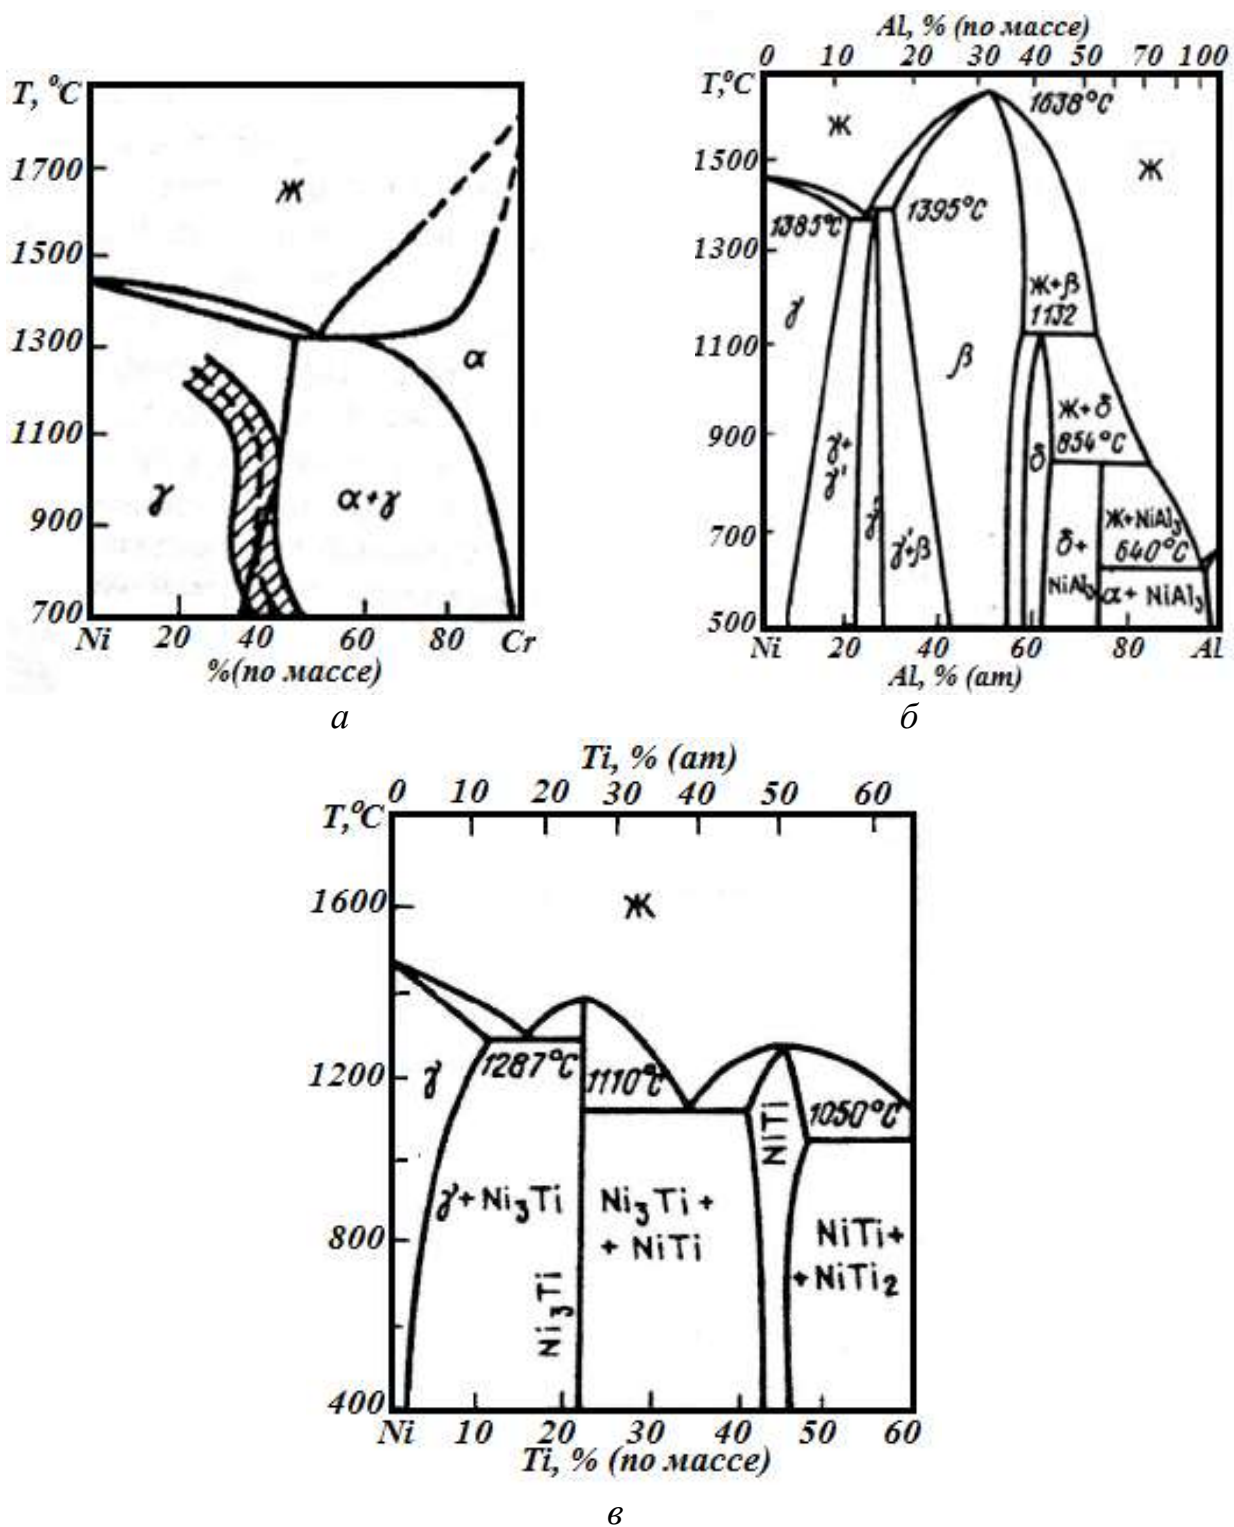 T, °C
1700
1500
1300
1100
900
700
Ж
α
γ
α+γ
Ni 20 40 60 80 Cr
%(по массе)
а
Al, % (по массе)
0 10 20 30 40 50 70 100
T,°C
1500
1300
1100
900
700
500
Ж
1638°C
Ж
1385°C
1395°C
Ж+β
1132
γ
β
Ж+δ
854°C
γ+
γ'
γ'
γ'+β
δ
Ж+NiAl3
640°C
δ+
NiAl3
α+ NiAl3
Ni 20 40 60 80 Al
Al, % (ат)
б
Ti, % (ат)
0 10 20 30 40 50 60
T,°C
1600
1200
800
400
Ж
γ
1287°C
1110°C
NiTi
1050°C
γ+Ni3Ti
Ni3Ti
Ni3Ti+
+ NiTi
NiTi+
+NiTi2
Ni 10 20 30 40 50 60
Ti, % (по массе)
в